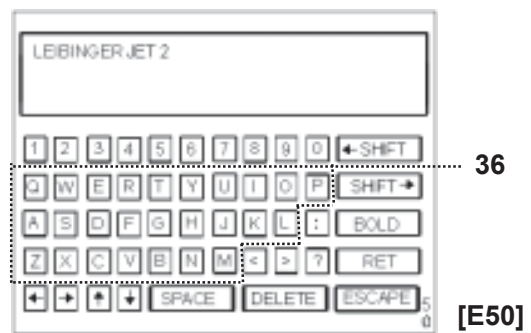 LEIBINGER JET 2
1 2 3 4 5 6 7 8 9 0 ←SHIFT
Q W E R T Y U I O P SHIFT→
36
A S D F G H J K L : BOLD
Z X C V B N M < > ? RET
← → ↑ ↓ SPACE DELETE ESCAPE 50
[E50]